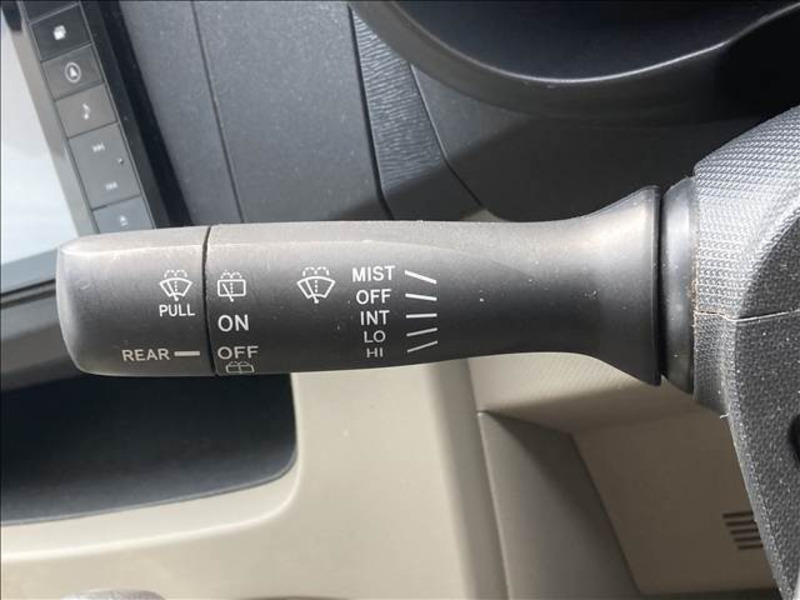 PULL
REAR
ON
OFF
MIST
OFF
INT
LO
HI